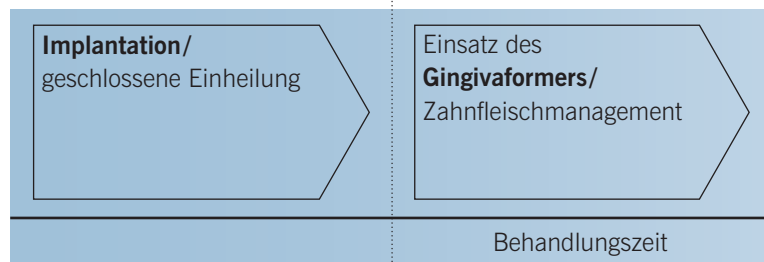 Implantation/
geschlossene Einheilung
Einsatz des
Gingivaformers/
Zahnfleischmanagement
Behandlungszeit